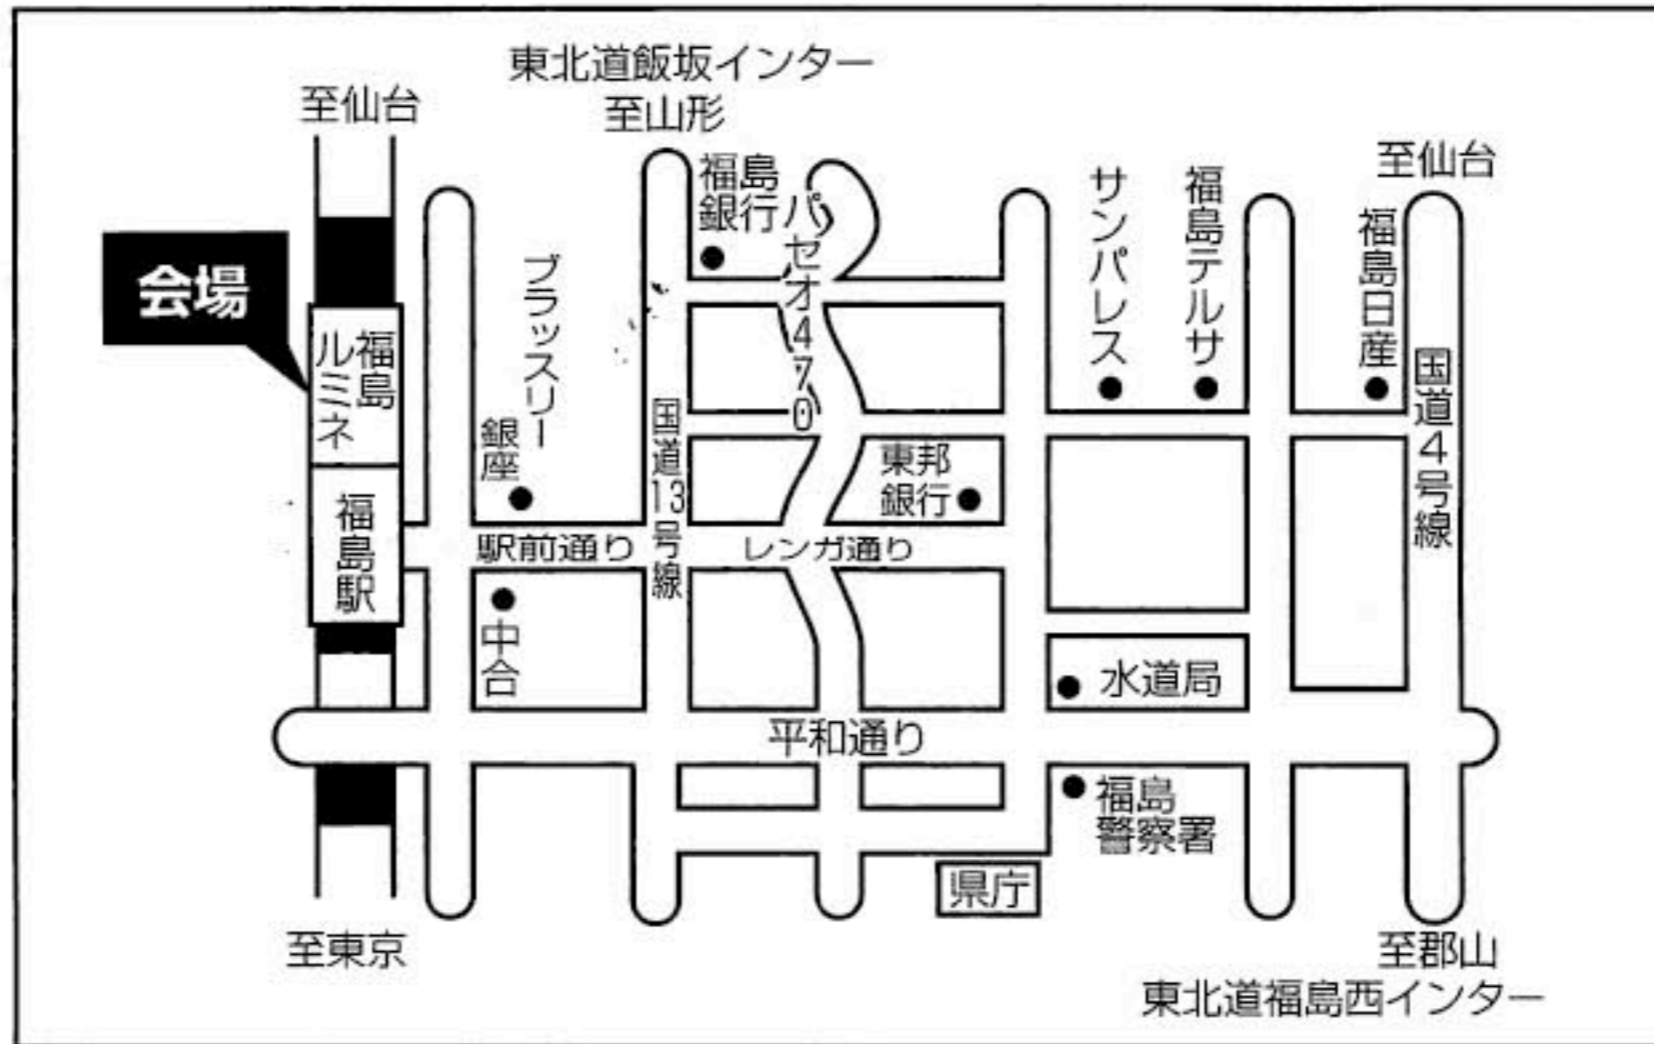 東北道飯坂インター
至山形
至仙台
至仙台
会場
福島
ルミネ
福島駅
ブラッスリー
銀座
中合
駅前通り
国道13号線
福島
銀行
パセオ470
レンガ通り
東邦
銀行
サンパレス
福島テルサ
福島日産
国道4号線
水道局
平和通り
福島
警察署
県庁
至東京
至郡山
東北道福島西インター